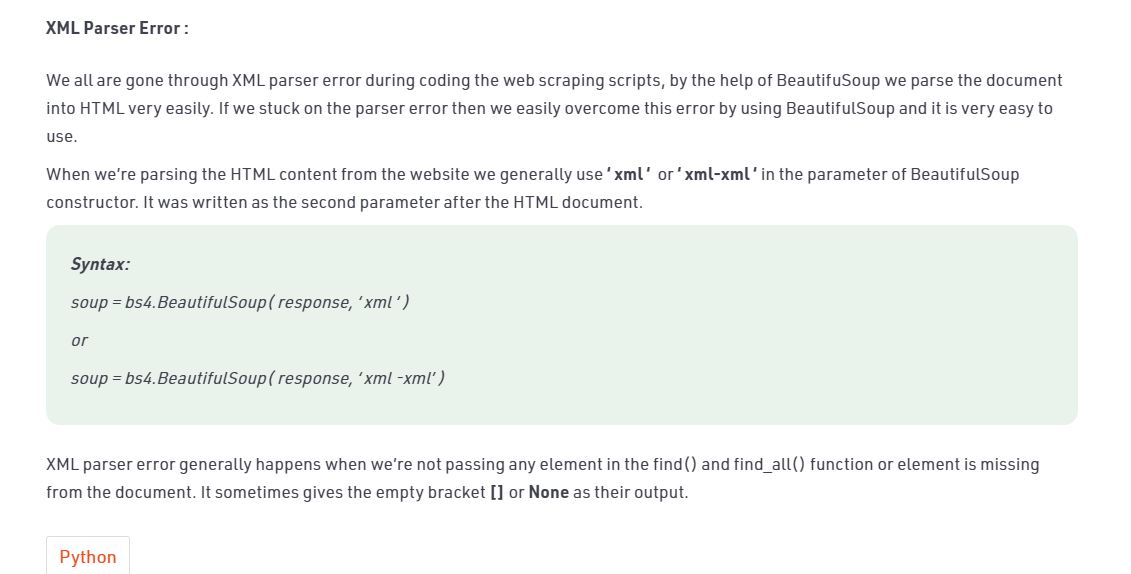 XML Parser Error :
We all are gone through XML parser error during coding the web scraping scripts, by the help of BeautifuSoup we parse the document
into HTML very easily. If we stuck on the parser error then we easily overcome this error by using BeautifulSoup and it is very easy to
use.
When we’re parsing the HTML content from the website we generally use ‘ xml ‘  or ‘ xml-xml ‘ in the parameter of BeautifulSoup
constructor. It was written as the second parameter after the HTML document.
Syntax:
soup = bs4.BeautifulSoup( response, ‘ xml ‘ )
or
soup = bs4.BeautifulSoup( response, ‘ xml -xml’ )
XML parser error generally happens when we’re not passing any element in the find() and find_all() function or element is missing
from the document. It sometimes gives the empty bracket [] or None as their output.
Python